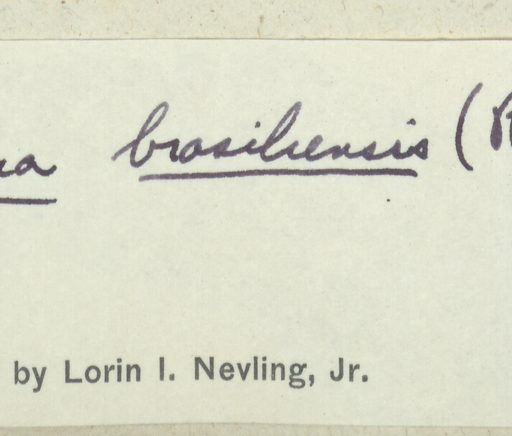 brasiliensis (
by Lorin I. Nevling, Jr.